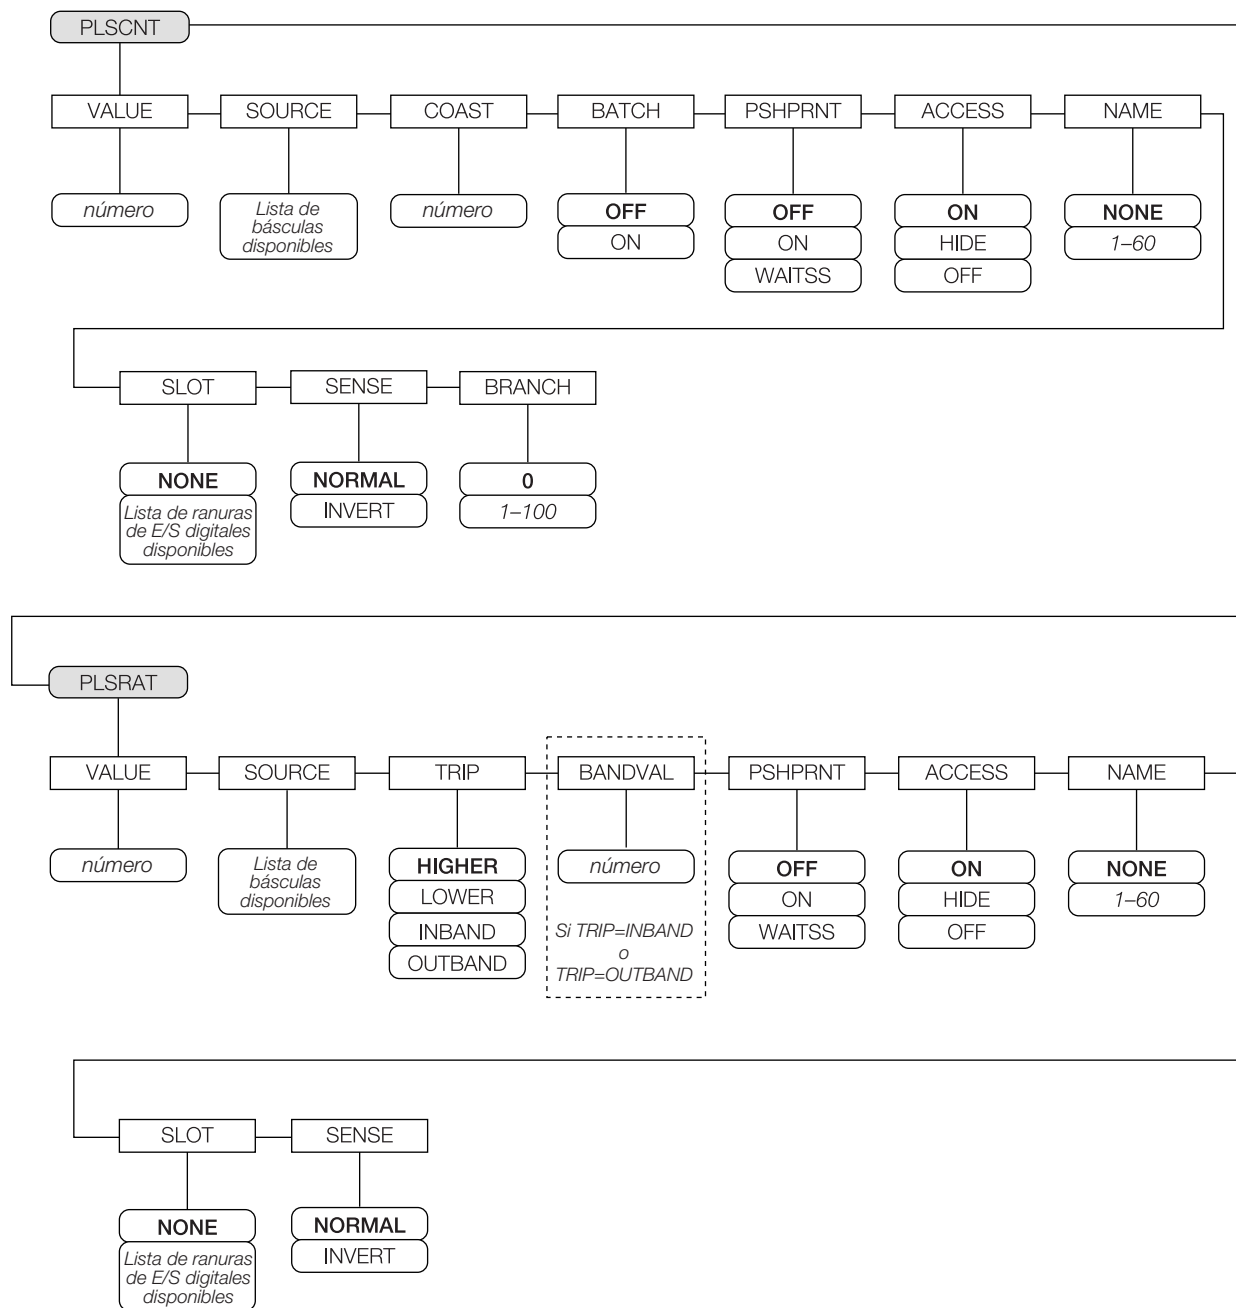 PLSCNT
VALUE
SOURCE
COAST
BATCH
PSHPRNT
ACCESS
NAME
número
Lista de
básculas
disponibles
número
OFF
ON
OFF
ON
WAITSS
ON
HIDE
OFF
NONE
1–60
SLOT
SENSE
BRANCH
NONE
Lista de ranuras
de E/S digitales
disponibles
NORMAL
INVERT
0
1–100
PLSRAT
VALUE
SOURCE
TRIP
BANDVAL
PSHPRNT
ACCESS
NAME
número
Lista de
básculas
disponibles
HIGHER
LOWER
INBAND
OUTBAND
número
Si TRIP=INBAND
o
TRIP=OUTBAND
OFF
ON
WAITSS
ON
HIDE
OFF
NONE
1–60
SLOT
SENSE
NONE
Lista de ranuras
de E/S digitales
disponibles
NORMAL
INVERT